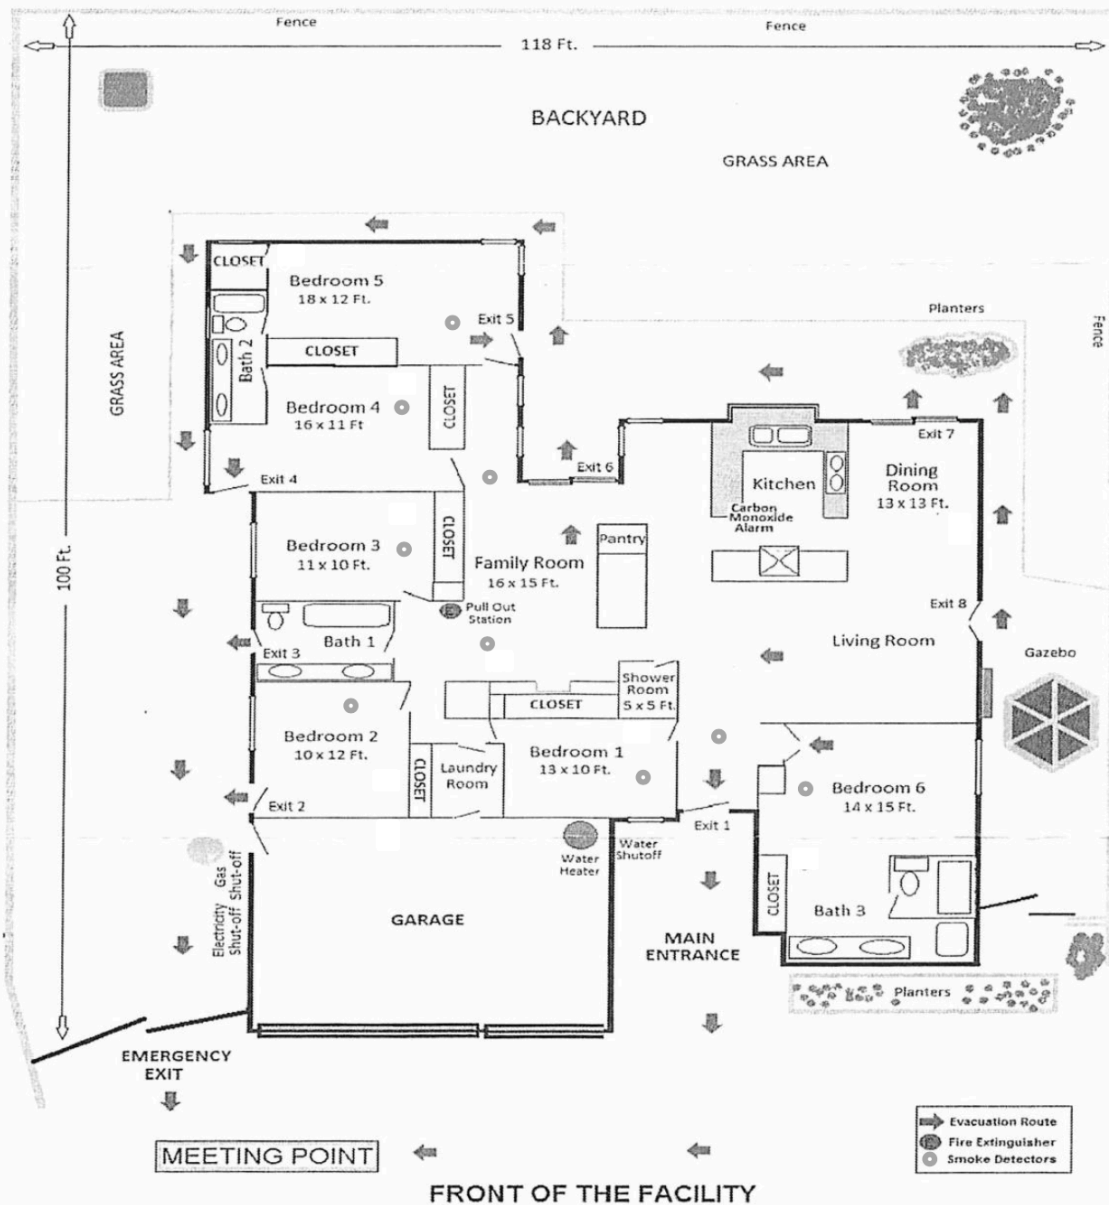 Fence
Fence
118 Ft.
BACKYARD
GRASS AREA
CLOSET
Bedroom 5
18 x 12 Ft.
Exit 5
Planters
Fence
GRASS AREA
Bath 2
CLOSET
Bedroom 4
16 x 11 Ft
CLOSET
Exit 7
Exit 6
Exit 4
Kitchen
Dining
Room
13 x 13 Ft.
Carbon
Monoxide
Alarm
100 Ft.
Bedroom 3
11 x 10 Ft.
CLOSET
Family Room
16 x 15 Ft.
Pantry
E
Pull Out
Station
Exit 8
Bath 1
Exit 3
Living Room
Gazebo
Shower
Room
5 x 5 Ft.
CLOSET
Bedroom 2
10 x 12 Ft.
CLOSET
Laundry
Room
Bedroom 1
13 x 10 Ft.
Bedroom 6
14 x 15 Ft.
Exit 2
Exit 1
Water
Heater
Water
Shutoff
Electricity
Shut-off
Gas
Shut-off
GARAGE
CLOSET
Bath 3
MAIN
ENTRANCE
Planters
EMERGENCY
EXIT
Evacuation Route
E
Fire Extinguisher
Smoke Detectors
MEETING POINT
FRONT OF THE FACILITY